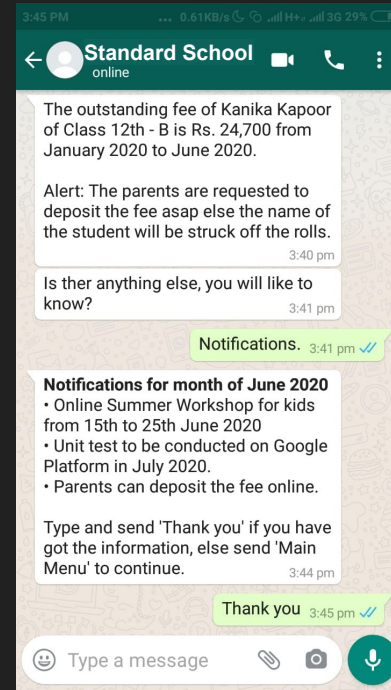 3:45 PM ... 0.61KB/s H+ 3G 29%
Standard School
online
The outstanding fee of Kanika Kapoor
of Class 12th - B is Rs. 24,700 from
January 2020 to June 2020.
Alert: The parents are requested to
deposit the fee asap else the name of
the student will be struck off the rolls.
3:40 pm
Is ther anything else, you will like to
know?
3:41 pm
Notifications. 3:41 pm
Notifications for month of June 2020
• Online Summer Workshop for kids
from 15th to 25th June 2020
• Unit test to be conducted on Google
Platform in July 2020.
• Parents can deposit the fee online.
Type and send 'Thank you' if you have
got the information, else send 'Main
Menu' to continue.
3:44 pm
Thank you 3:45 pm
Type a message